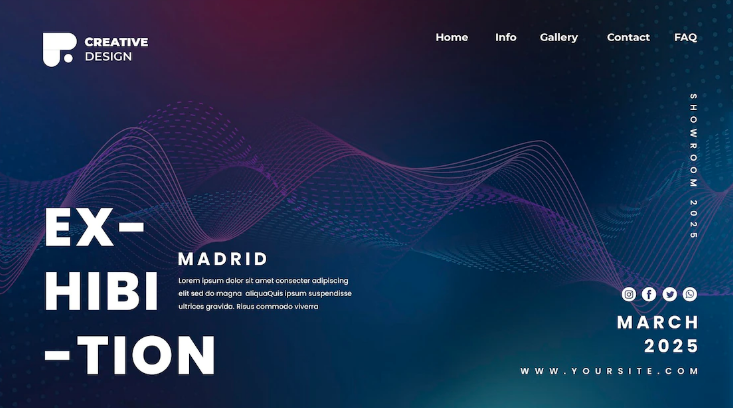 CREATIVE
DESIGN
Home Info Gallery Contact FAQ
SHOWROOM 2025
EX-
HIBI
-TION
MADRID
Lorem ipsum dolor sit amet consecter adipiscing
elit sed do magna aliquaQuis ipsum suspendisse
ultrices gravida. Risus commodo viverra
MARCH
2025
WWW.YOURSITE.COM